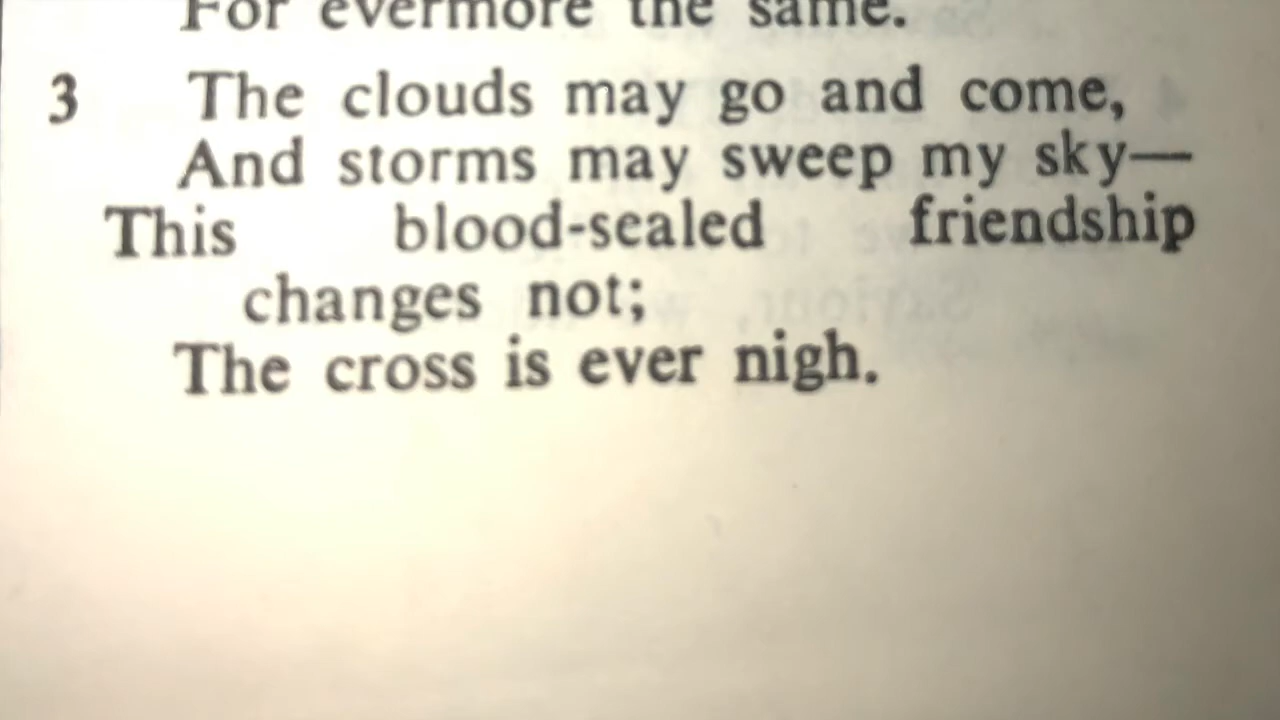 For evermore the same.
3 The clouds may go and come,
And storms may sweep my sky—
This blood-sealed friendship
changes not;
The cross is ever nigh.